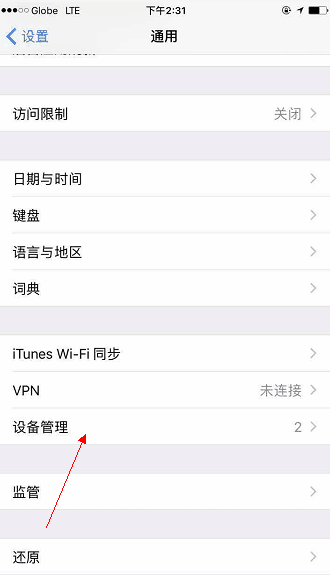 Globe LTE 下午2:31
设置 通用
访问限制 关闭
日期与时间
键盘
语言与地区
词典
iTunes Wi-Fi 同步
VPN 未连接
设备管理 2
监管
还原